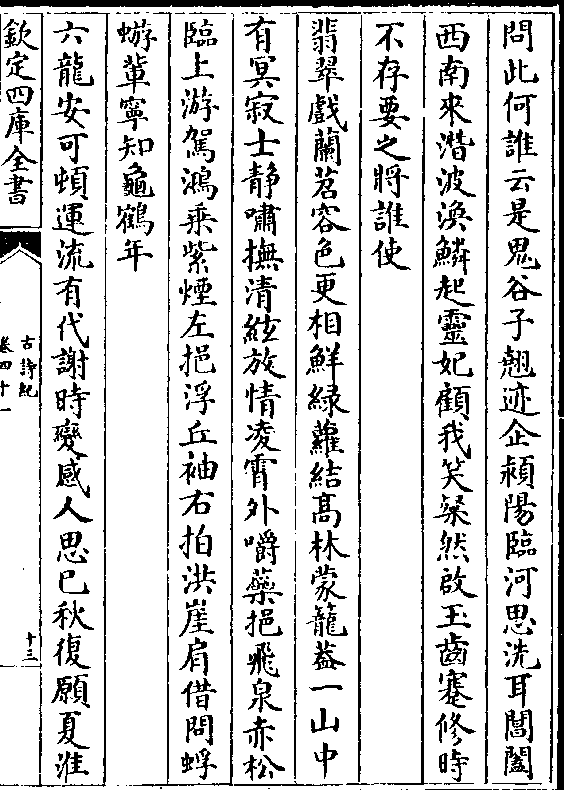 問此何誰云是鬼谷子翹迹企潁陽臨河思洗耳閶闔
西南來潛波渙鱗起靈妃顧我笑粲然啟玉齒蹇修時
不存要之將誰使
翡翠戲蘭苕容色更相鮮緑蘿結髙林蒙籠葢一山中
有冥寂士静嘯撫清絃放情凌霄外嚼藥挹飛泉赤松
臨上游駕鴻乗紫煙左挹浮丘袖右拍洪崖肩借問蜉
蝣輩寧知龜鶴年
六龍安可頓運流有代謝時變感人思已秋復願夏淮
欽定四庫全書
古詩紀
卷四十一
十三